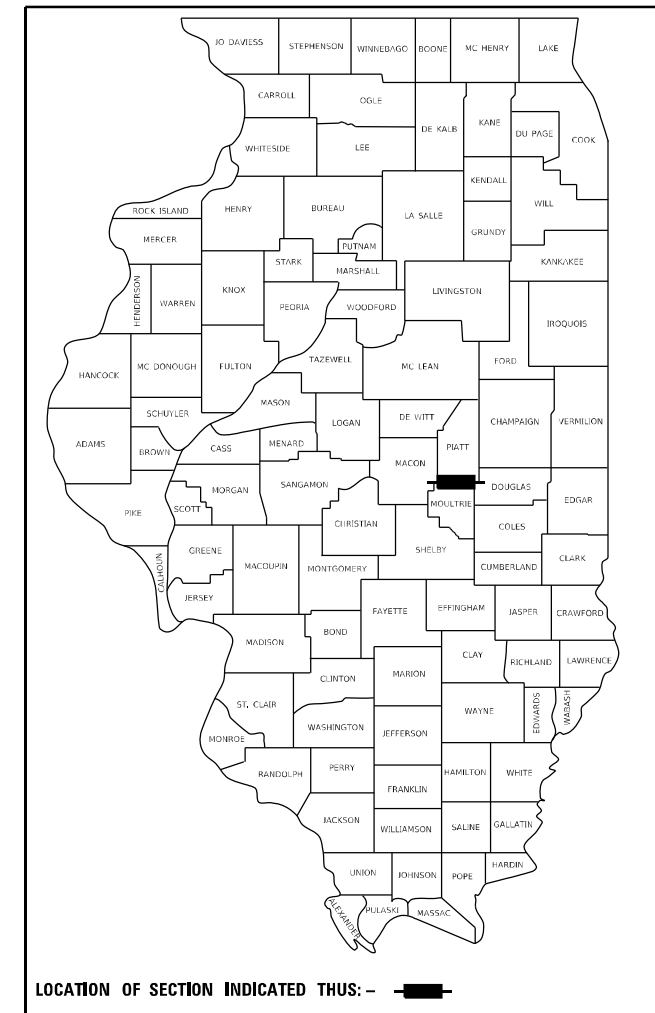 JO DAVIESS
STEPHENSON
WINNEBAGO
BOONE
MC HENRY
LAKE
CARROLL
OGLE
DE KALB
KANE
DU PAGE
COOK
WHITESIDE
LEE
KENDALL
WILL
ROCK ISLAND
HENRY
BUREAU
LA SALLE
GRUNDY
MERCER
PUTNAM
STARK
MARSHALL
KANKAKEE
HENDERSON
WARREN
KNOX
PEORIA
WOODFORD
LIVINGSTON
IROQUOIS
HANCOCK
MC DONOUGH
FULTON
TAZEWELL
MC LEAN
FORD
SCHUYLER
MASON
LOGAN
DE WITT
CHAMPAIGN
VERMILION
ADAMS
BROWN
CASS
MENARD
MACON
PIATT
PIKE
SCOTT
MORGAN
SANGAMON
MOULTRIE
DOUGLAS
EDGAR
CHRISTIAN
COLES
CALHOUN
GREENE
MACOUPIN
MONTGOMERY
SHELBY
CUMBERLAND
CLARK
JERSEY
FAYETTE
EFFINGHAM
JASPER
CRAWFORD
MADISON
BOND
CLAY
RICHLAND
LAWRENCE
CLINTON
MARION
ST. CLAIR
WAYNE
EDWARDS
WABASH
MONROE
WASHINGTON
JEFFERSON
RANDOLPH
PERRY
HAMILTON
WHITE
FRANKLIN
JACKSON
WILLIAMSON
SALINE
GALLATIN
UNION
JOHNSON
POPE
HARDIN
ALEXANDER
PULASKI
MASSAC
LOCATION OF SECTION INDICATED THUS: –